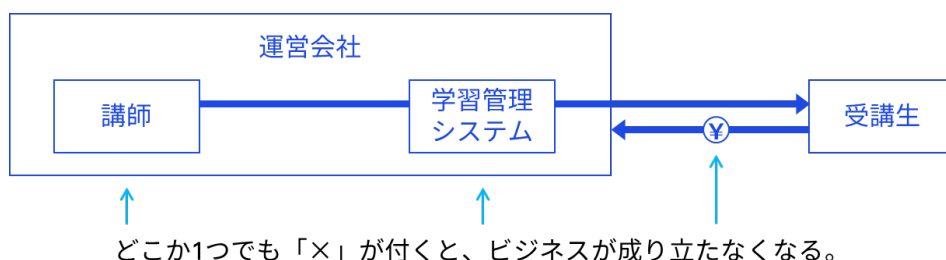 運営会社
講師
学習管理
システム
受講生
¥
どこか1つでも「×」が付くと、ビジネスが成り立たなくなる。